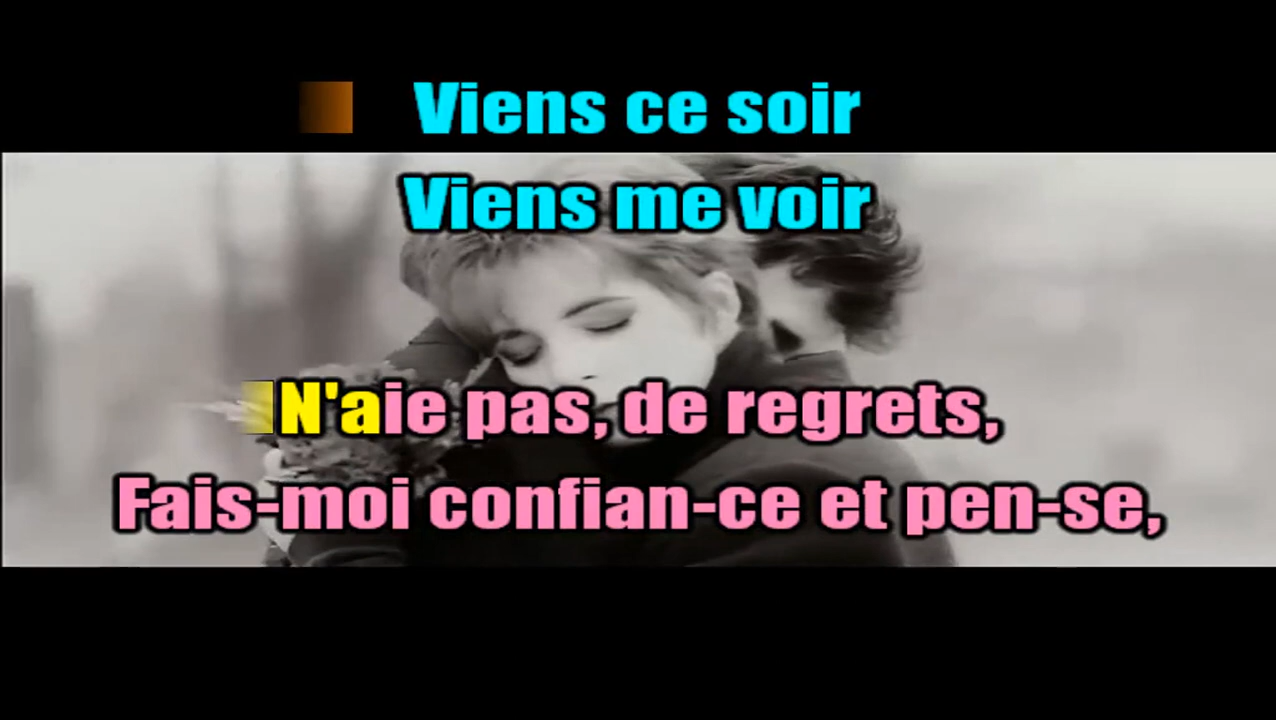 Viens ce soir
Viens me voir
N'aie pas, de regrets,
Fais-moi confian-ce et pen-se,